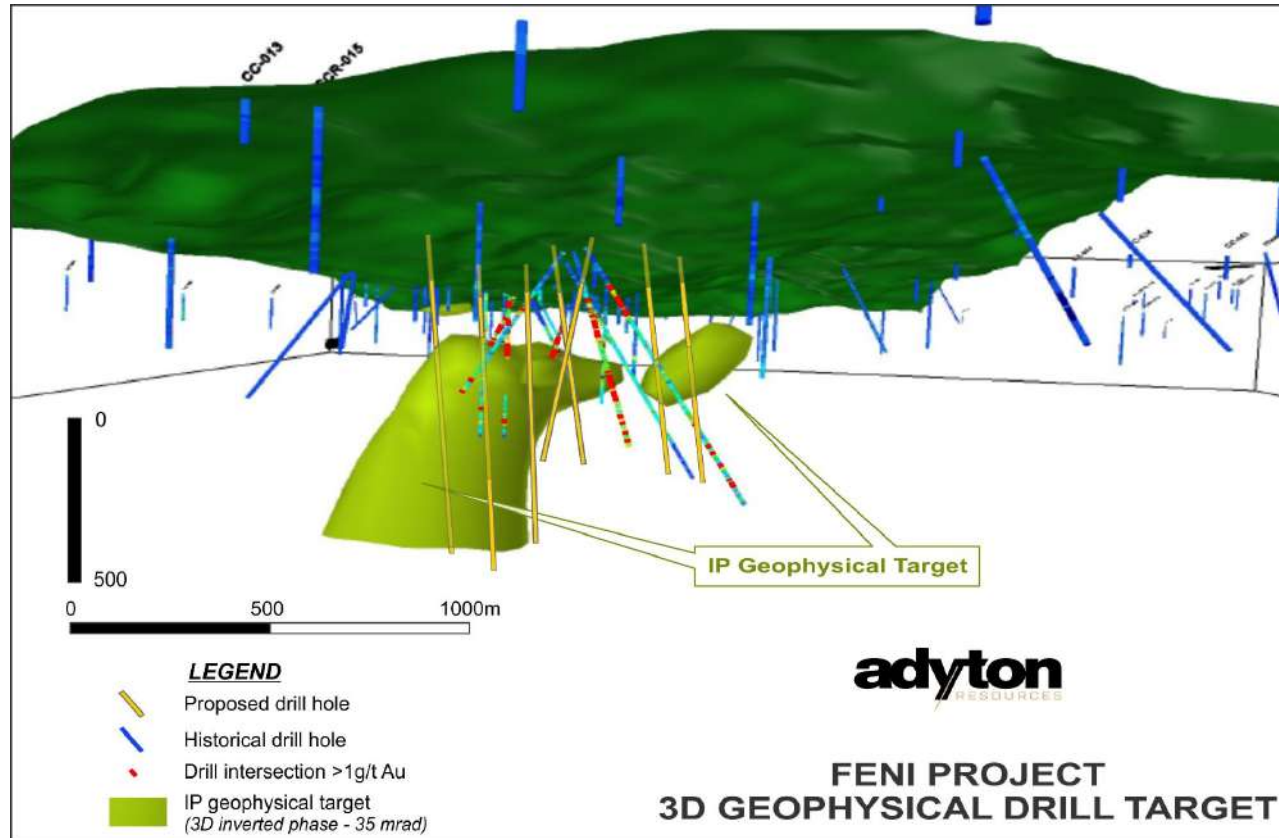 CC-013
CCR-015
0
500
0 500 1000m
IP Geophysical Target
LEGEND
Proposed drill hole
Historical drill hole
Drill intersection >1g/t Au
IP geophysical target
(3D inverted phase - 35 mrad)
adyton
RESOURCES
FENI PROJECT
3D GEOPHYSICAL DRILL TARGET